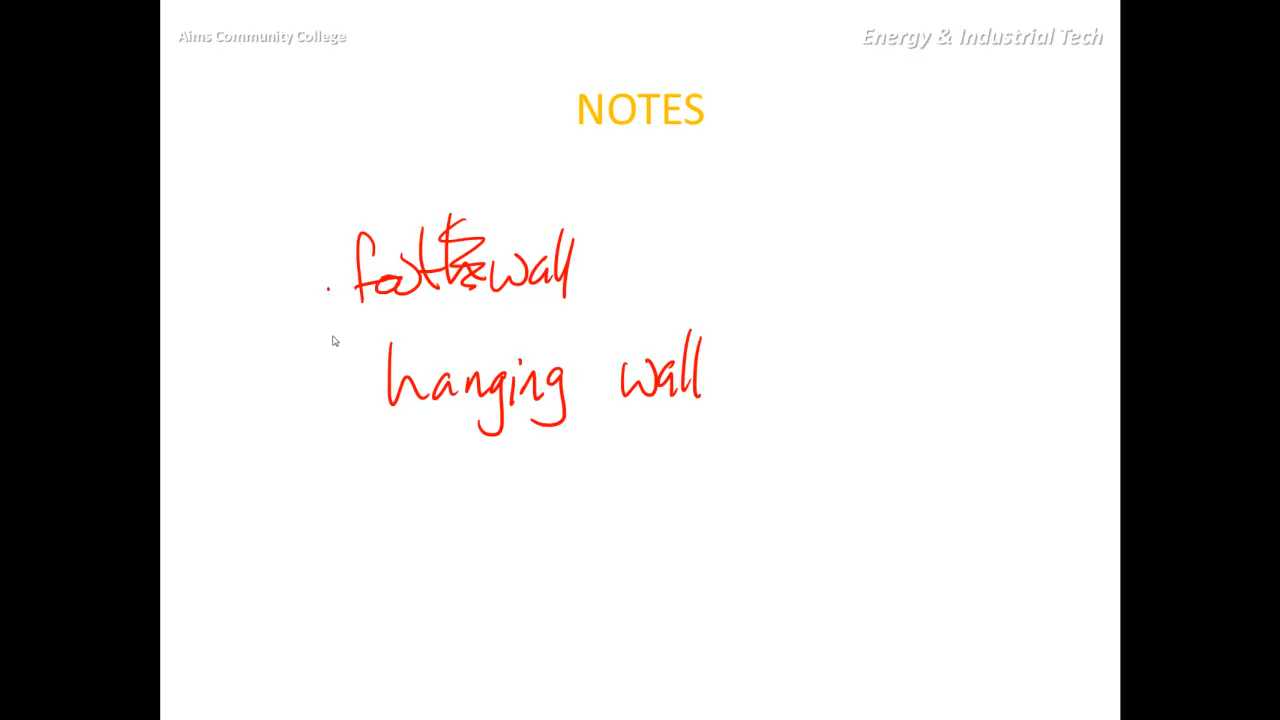 Aims Community College
Energy & Industrial Tech
NOTES
. footwall
hanging wall